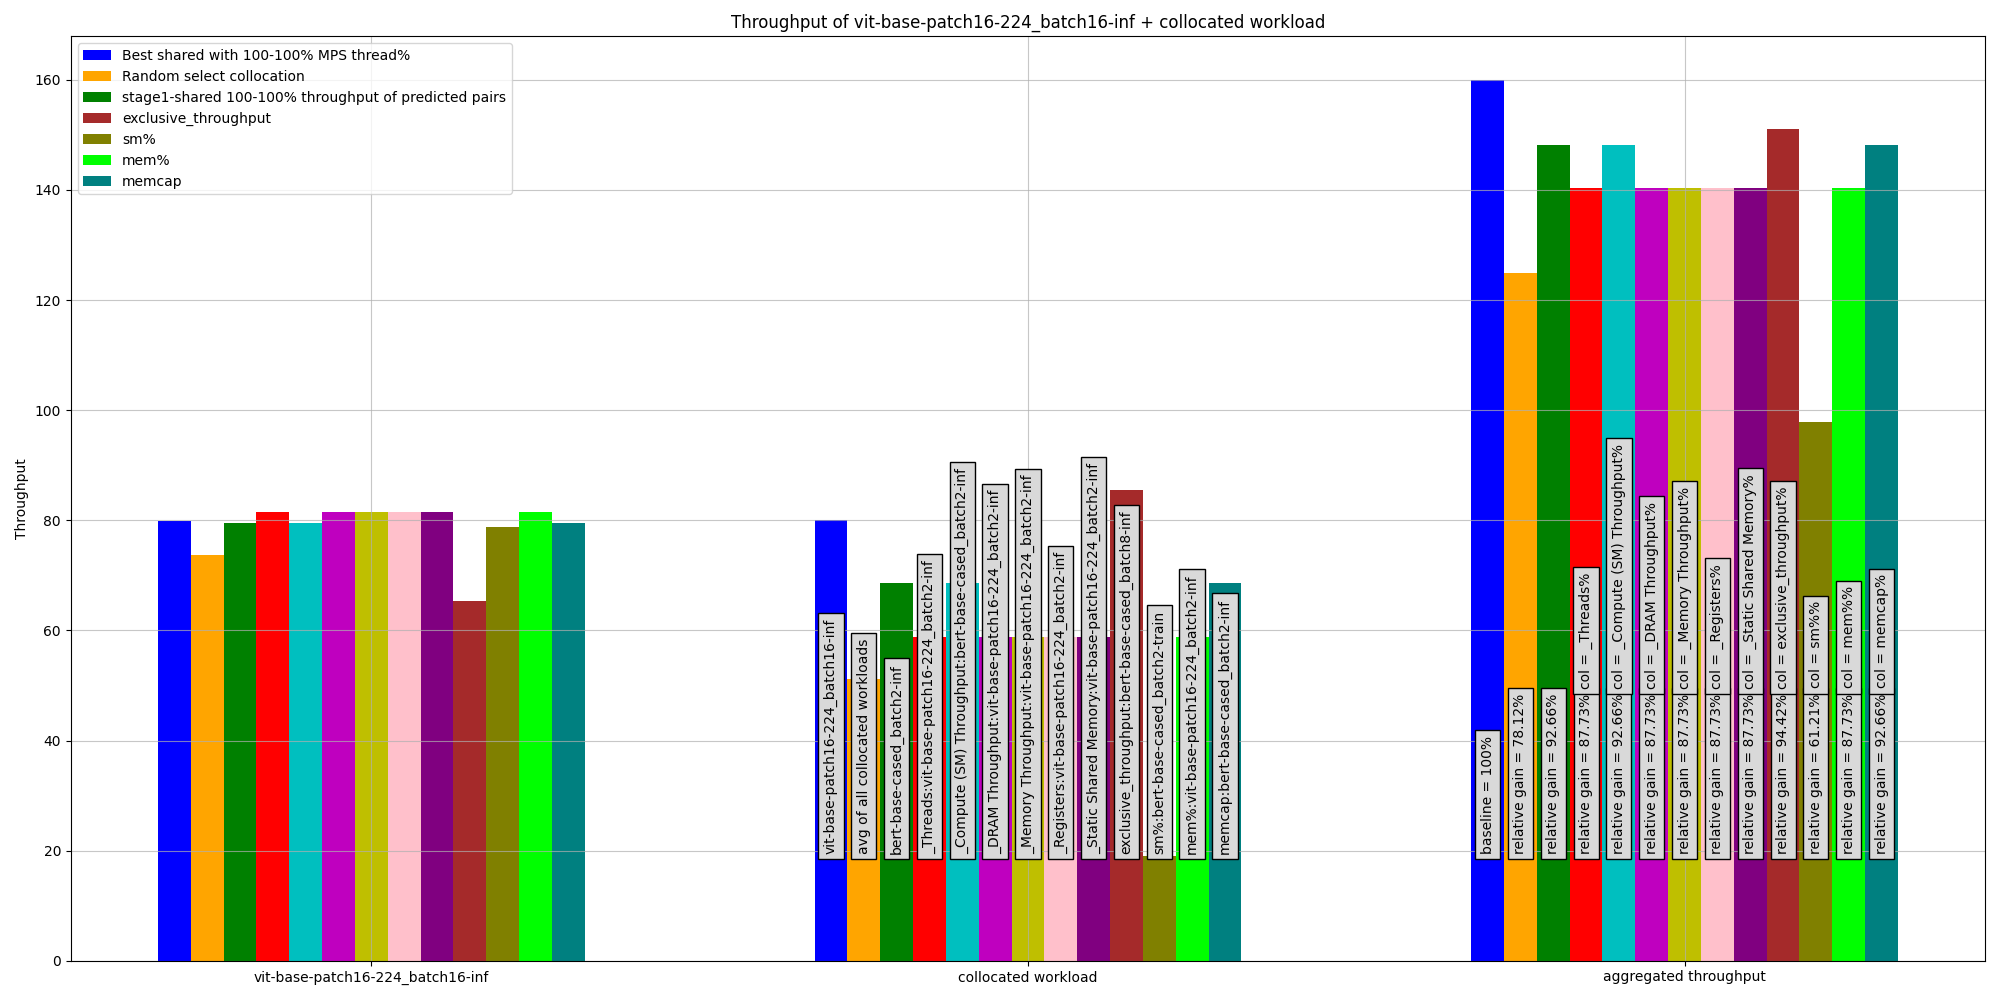 Throughput of vit-base-patch16-224_batch16-inf + collocated workload
Best shared with 100-100% MPS thread%
Random select collocation
stage1-shared 100-100% throughput of predicted pairs
exclusive_throughput
sm%
mem%
memcap
Throughput
160
140
120
100
80
60
40
20
0
vit-base-patch16-224_batch16-inf
avg of all collocated workloads
bert-base-cased_batch2-inf
_Threads:vit-base-patch16-224_batch2-inf
_Compute (SM) Throughput:bert-base-cased_batch2-inf
_DRAM Throughput:vit-base-patch16-224_batch2-inf
_Memory Throughput:vit-base-patch16-224_batch2-inf
_Registers:vit-base-patch16-224_batch2-inf
_Static Shared Memory:vit-base-patch16-224_batch2-inf
exclusive_throughput:bert-base-cased_batch8-inf
sm%:bert-base-cased_batch2-train
mem%:vit-base-patch16-224_batch2-inf
memcap:bert-base-cased_batch2-inf
baseline = 100%
relative gain = 78.12%
relative gain = 92.66%
relative gain = 87.73%
col = _Threads%
relative gain = 92.66%
col = _Compute (SM) Throughput%
relative gain = 87.73%
col = _DRAM Throughput%
relative gain = 87.73%
col = _Memory Throughput%
relative gain = 87.73%
col = _Registers%
relative gain = 87.73%
col = _Static Shared Memory%
relative gain = 94.42%
col = exclusive_throughput%
relative gain = 61.21%
col = sm%%
relative gain = 87.73%
col = mem%%
relative gain = 92.66%
col = memcap%
vit-base-patch16-224_batch16-inf
collocated workload
aggregated throughput